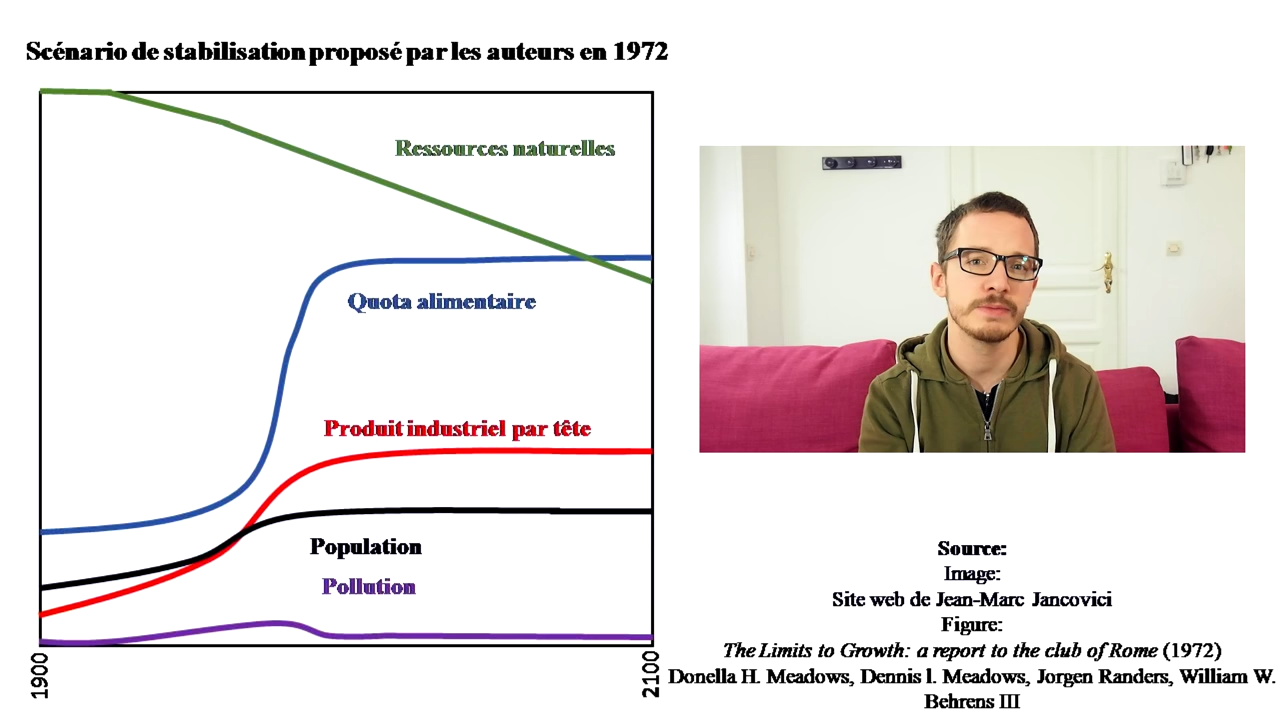 Scénario de stabilisation proposé par les auteurs en 1972
Ressources naturelles
Quota alimentaire
Produit industriel par tête
Population
Pollution
1900
2100
Source:
Image:
Site web de Jean-Marc Jancovici
Figure:
The Limits to Growth: a report to the club of Rome (1972)
Donella H. Meadows, Dennis l. Meadows, Jorgen Randers, William W.
Behrens III